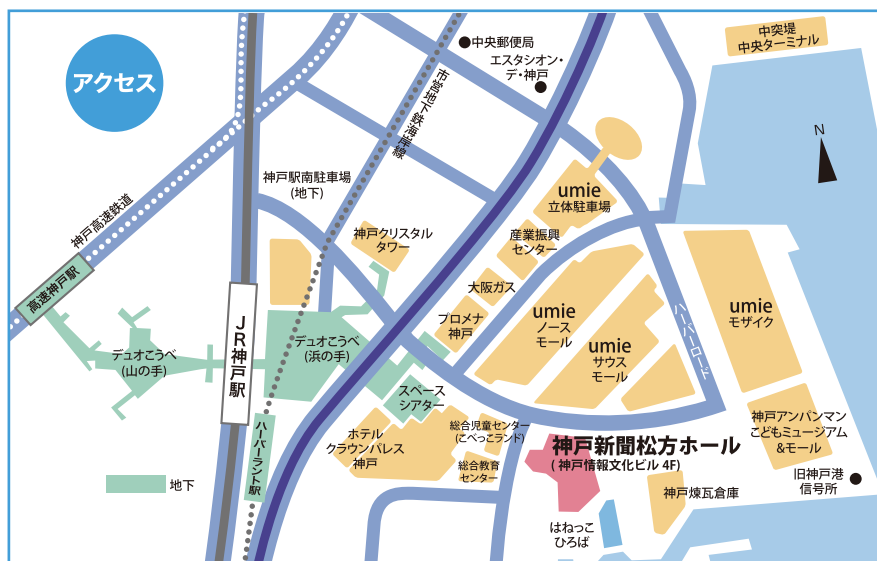 アクセス
中央郵便局
エスタシオン・
デ・神戸
中突堤
中央ターミナル
N
市営地下鉄海岸線
神戸高速鉄道
神戸駅南駐車場
(地下)
神戸クリスタル
タワー
umie
立体駐車場
産業振興
センター
大阪ガス
プロメナ
神戸
umie
ノース
モール
umie
サウス
モール
ハーバーロード
umie
モザイク
高速神戸駅
デュオこうべ
(山の手)
JR神戸駅
デュオこうべ
(浜の手)
スペース
シアター
ハーバーラント駅
ホテル
クラウンパレス
神戸
総合児童センター
(こべっこランド)
総合教育
センター
神戸新聞松方ホール
( 神戸情報文化ビル 4F)
神戸アンパンマン
こどもミュージアム
&モール
旧神戸港
信号所
神戸煉瓦倉庫
はねっこ
ひろば
地下